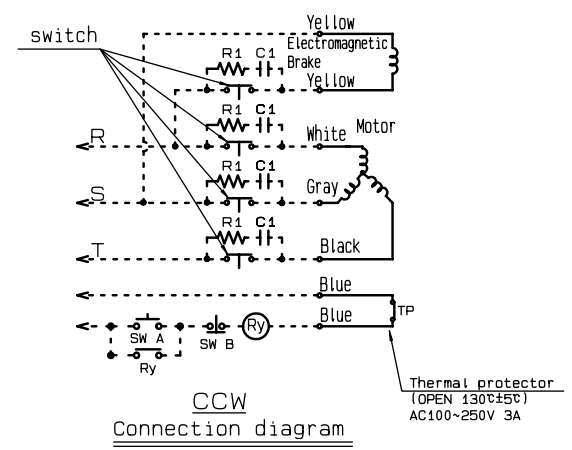 Yellow
switch
Electromagnetic
R1 C1
Brake
Yellow
R1 C1
R
White
Motor
R1 C1
S
Gray
R1 C1
T
Black
Blue
TP
Blue
SW A
SW B
Ry
Ry
Thermal protector
(OPEN 130℃±5℃)
AC100~250V 3A
CCW
Connection diagram